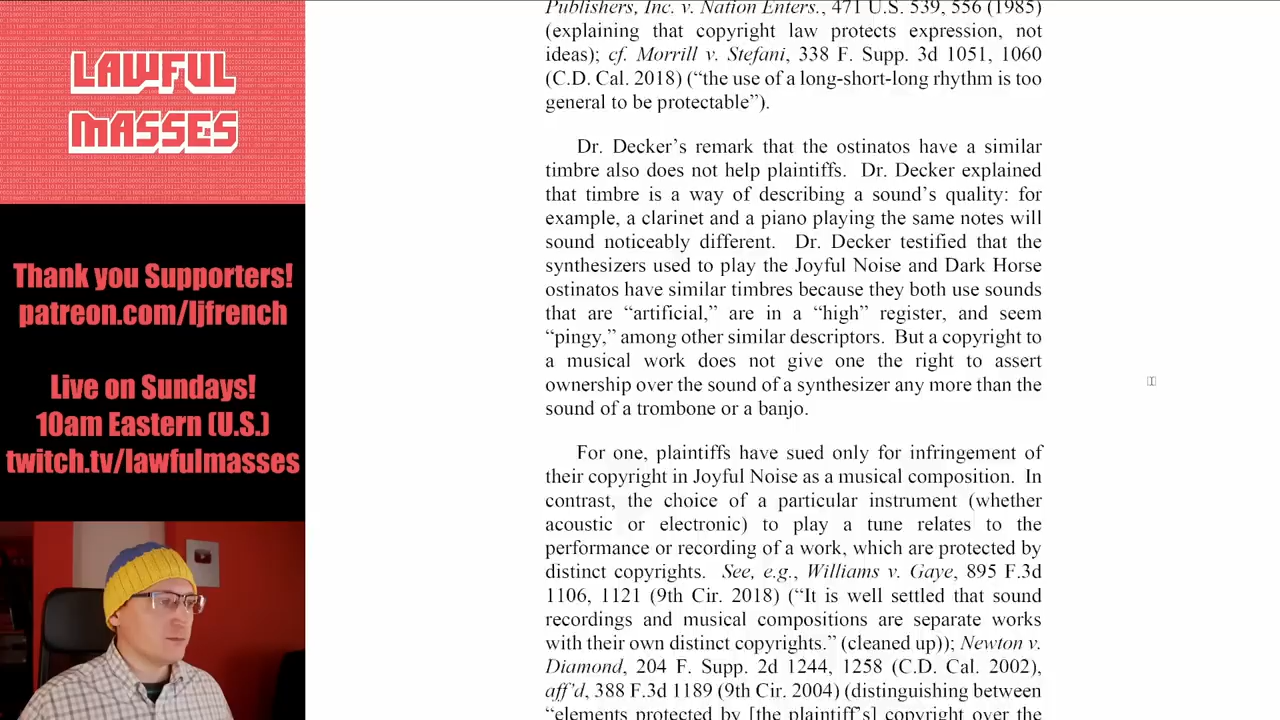 LAWFUL
MASSES
Thank you Supporters!
patreon.com/ljfrench
Live on Sundays!
10am Eastern (U.S.)
twitch.tv/lawfulmasses
Publishers, Inc. v. Nation Enters., 471 U.S. 539, 556 (1985)
(explaining that copyright law protects expression, not
ideas); cf. Morrill v. Stefani, 338 F. Supp. 3d 1051, 1060
(C.D. Cal. 2018) (“the use of a long-short-long rhythm is too
general to be protectable”).
Dr. Decker’s remark that the ostinatos have a similar
timbre also does not help plaintiffs. Dr. Decker explained
that timbre is a way of describing a sound’s quality: for
example, a clarinet and a piano playing the same notes will
sound noticeably different. Dr. Decker testified that the
synthesizers used to play the Joyful Noise and Dark Horse
ostinatos have similar timbres because they both use sounds
that are “artificial,” are in a “high” register, and seem
“pingy,” among other similar descriptors. But a copyright to
a musical work does not give one the right to assert
ownership over the sound of a synthesizer any more than the
sound of a trombone or a banjo.
For one, plaintiffs have sued only for infringement of
their copyright in Joyful Noise as a musical composition. In
contrast, the choice of a particular instrument (whether
acoustic or electronic) to play a tune relates to the
performance or recording of a work, which are protected by
distinct copyrights. See, e.g., Williams v. Gaye, 895 F.3d
1106, 1121 (9th Cir. 2018) (“It is well settled that sound
recordings and musical compositions are separate works
with their own distinct copyrights.” (cleaned up)); Newton v.
Diamond, 204 F. Supp. 2d 1244, 1258 (C.D. Cal. 2002),
aff’d, 388 F.3d 1189 (9th Cir. 2004) (distinguishing between
“elements protected by [the plaintiff’s] copyright over the